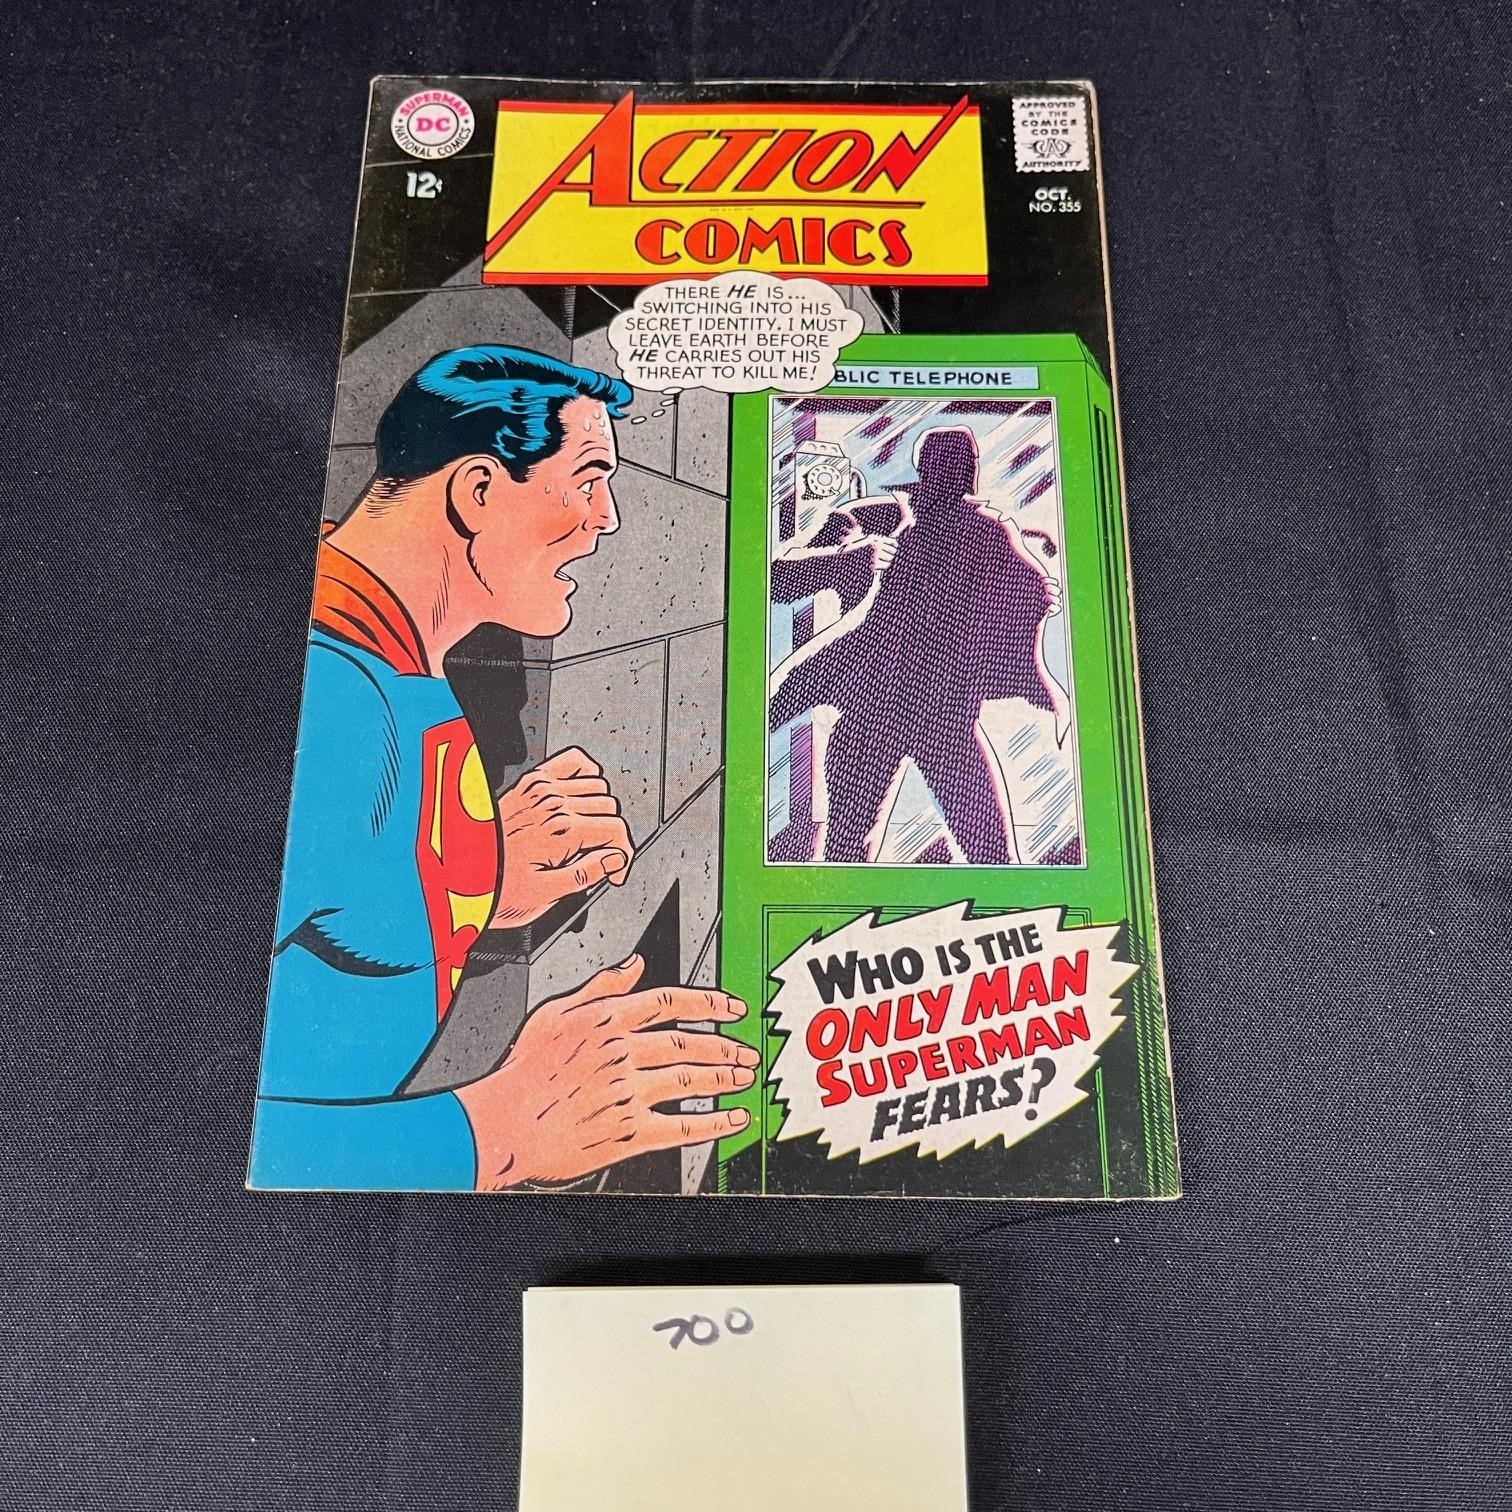 SUPERMAN
DC
NATIONAL COMICS
12¢
ACTION
COMICS
APPROVED
BY THE
COMICS
CODE
AUTHORITY
OCT.
NO. 355
THERE HE IS...
SWITCHING INTO HIS
SECRET IDENTITY. I MUST
LEAVE EARTH BEFORE
HE CARRIES OUT HIS
THREAT TO KILL ME!
BLIC TELEPHONE
WHO IS THE
ONLY MAN
SUPERMAN
FEARS?
700